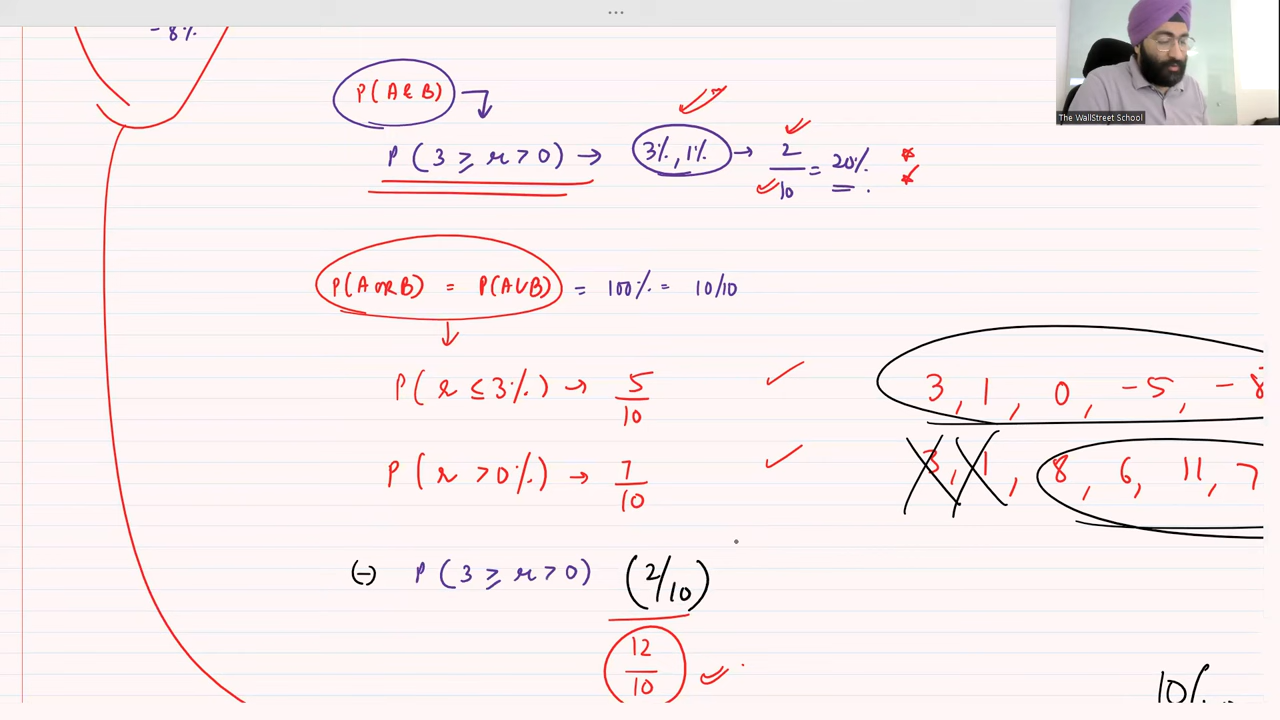 - 8%
The WallStreet School
P(A & B)
P(3 ≥ r > 0) → 3%, 1% → 2/10 = 20%
P(A or B) = P(A∪B) = 100% = 10/10
P(r ≤ 3%) → 5/10
3, 1, 0, -5, -8
P(r > 0%) → 7/10
3, 1, 8, 6, 11, 7
(-) P(3 ≥ r > 0) (2/10)
12/10
10%